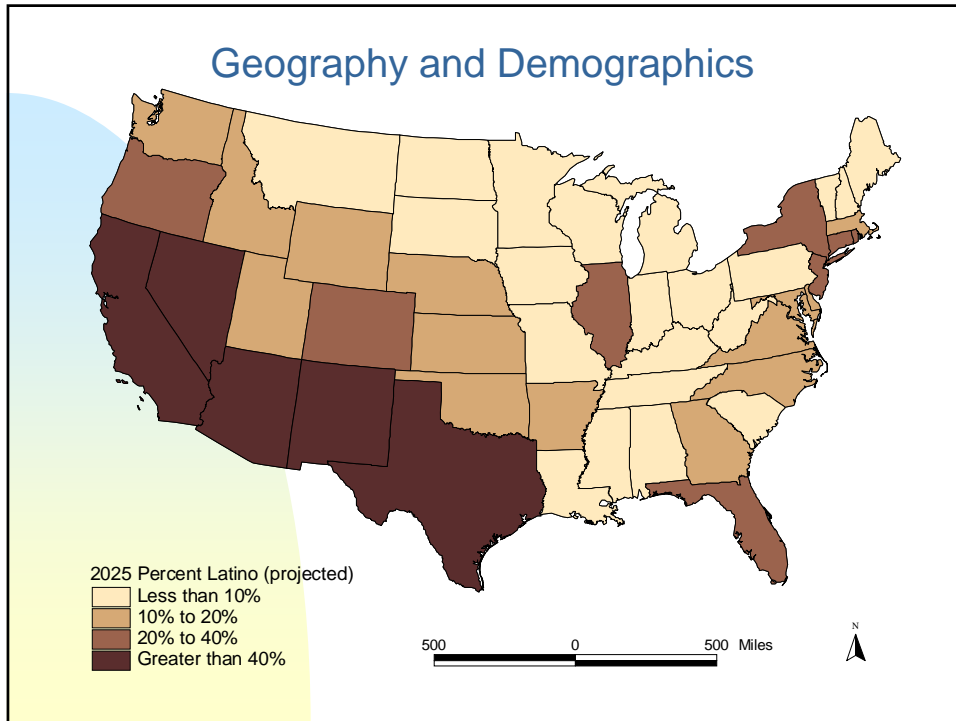 Geography and Demographics
2025 Percent Latino (projected)
Less than 10%
10% to 20%
20% to 40%
Greater than 40%
500 0 500 Miles
N